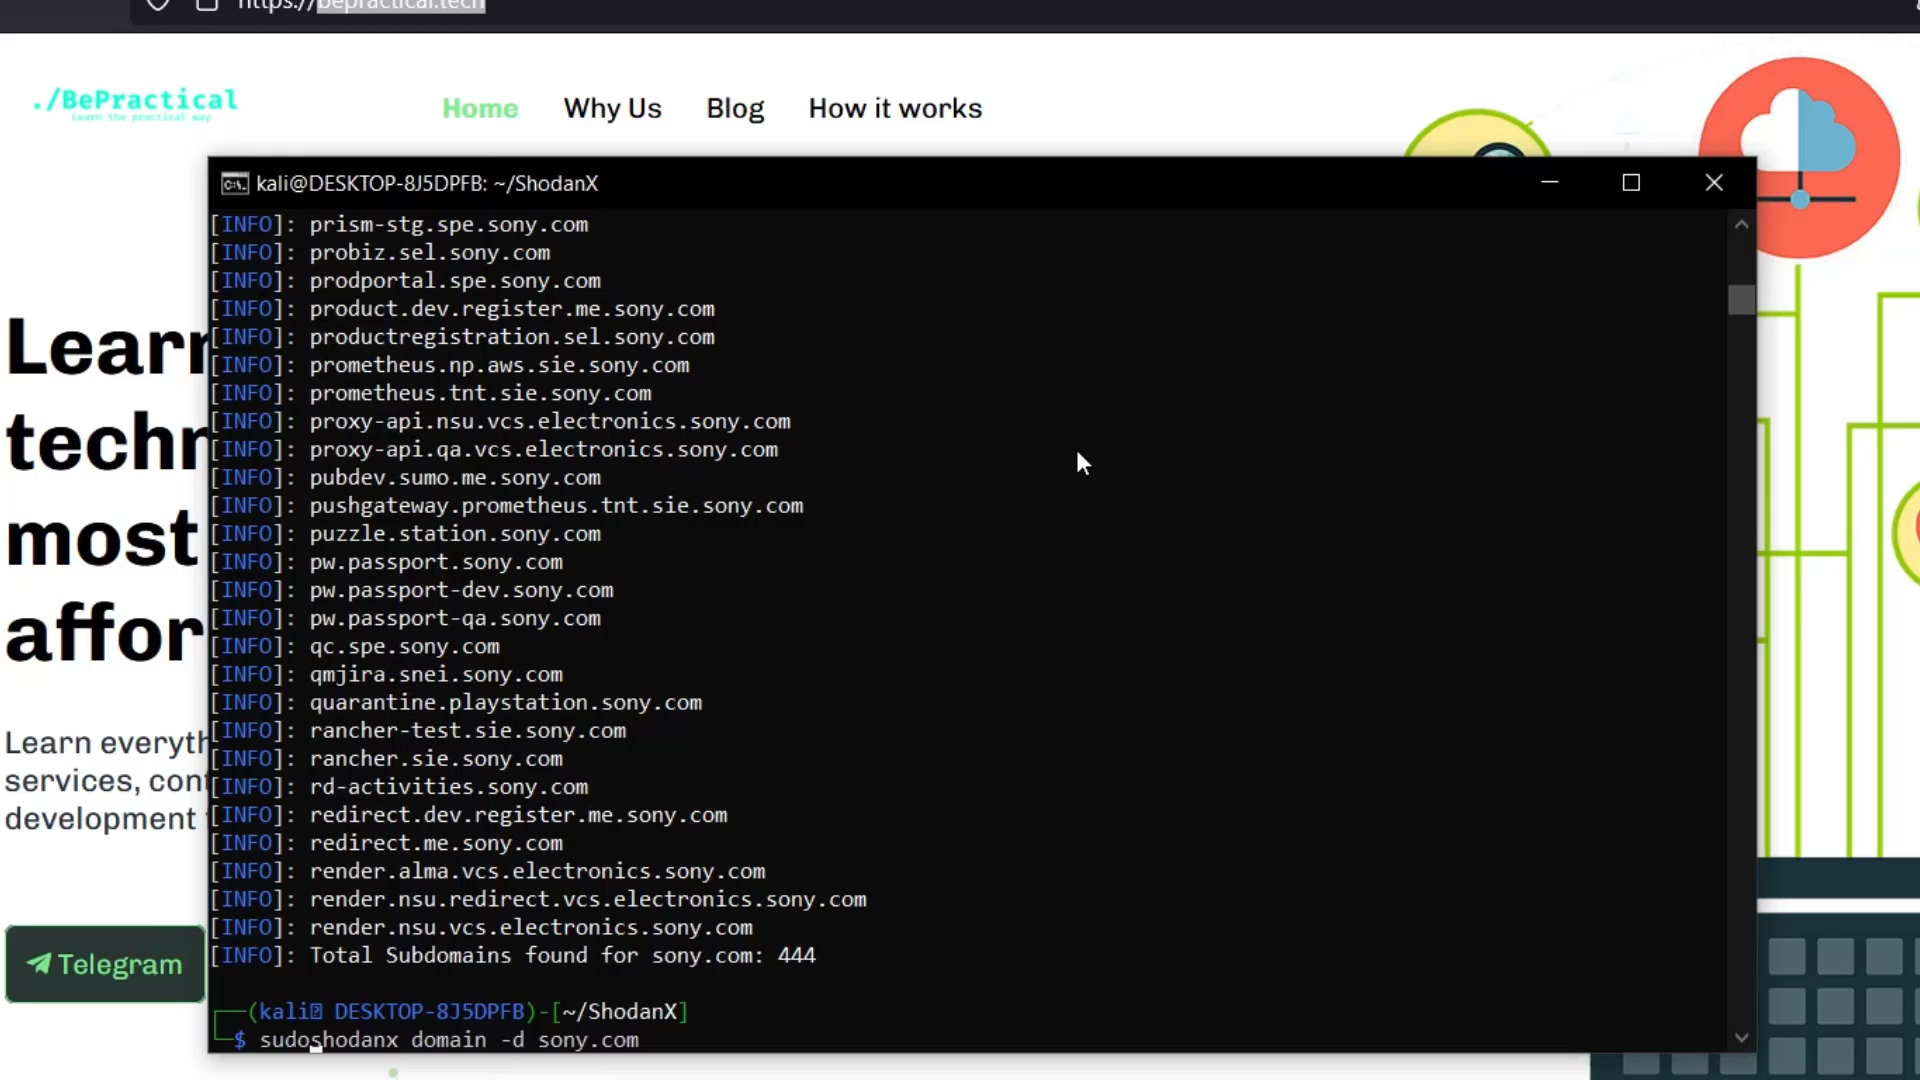 https://bepractical.tech
./BePractical
Learn the practical way
Home Why Us Blog How it works
kali@DESKTOP-8J5DPFB: ~/ShodanX
[INFO]: prism-stg.spe.sony.com
[INFO]: probiz.sel.sony.com
[INFO]: prodportal.spe.sony.com
[INFO]: product.dev.register.me.sony.com
[INFO]: productregistration.sel.sony.com
[INFO]: prometheus.np.aws.sie.sony.com
[INFO]: prometheus.tnt.sie.sony.com
[INFO]: proxy-api.nsu.vcs.electronics.sony.com
[INFO]: proxy-api.qa.vcs.electronics.sony.com
[INFO]: pubdev.sumo.me.sony.com
[INFO]: pushgateway.prometheus.tnt.sie.sony.com
[INFO]: puzzle.station.sony.com
[INFO]: pw.passport.sony.com
[INFO]: pw.passport-dev.sony.com
[INFO]: pw.passport-qa.sony.com
[INFO]: qc.spe.sony.com
[INFO]: qmjira.snei.sony.com
[INFO]: quarantine.playstation.sony.com
[INFO]: rancher-test.sie.sony.com
[INFO]: rancher.sie.sony.com
[INFO]: rd-activities.sony.com
[INFO]: redirect.dev.register.me.sony.com
[INFO]: redirect.me.sony.com
[INFO]: render.alma.vcs.electronics.sony.com
[INFO]: render.nsu.redirect.vcs.electronics.sony.com
[INFO]: render.nsu.vcs.electronics.sony.com
[INFO]: Total Subdomains found for sony.com: 444
(kali DESKTOP-8J5DPFB)-[~/ShodanX]
$ sudoshodanx domain -d sony.com
Learn
techn
most
affor
Learn everyth
services, con
development
Telegram